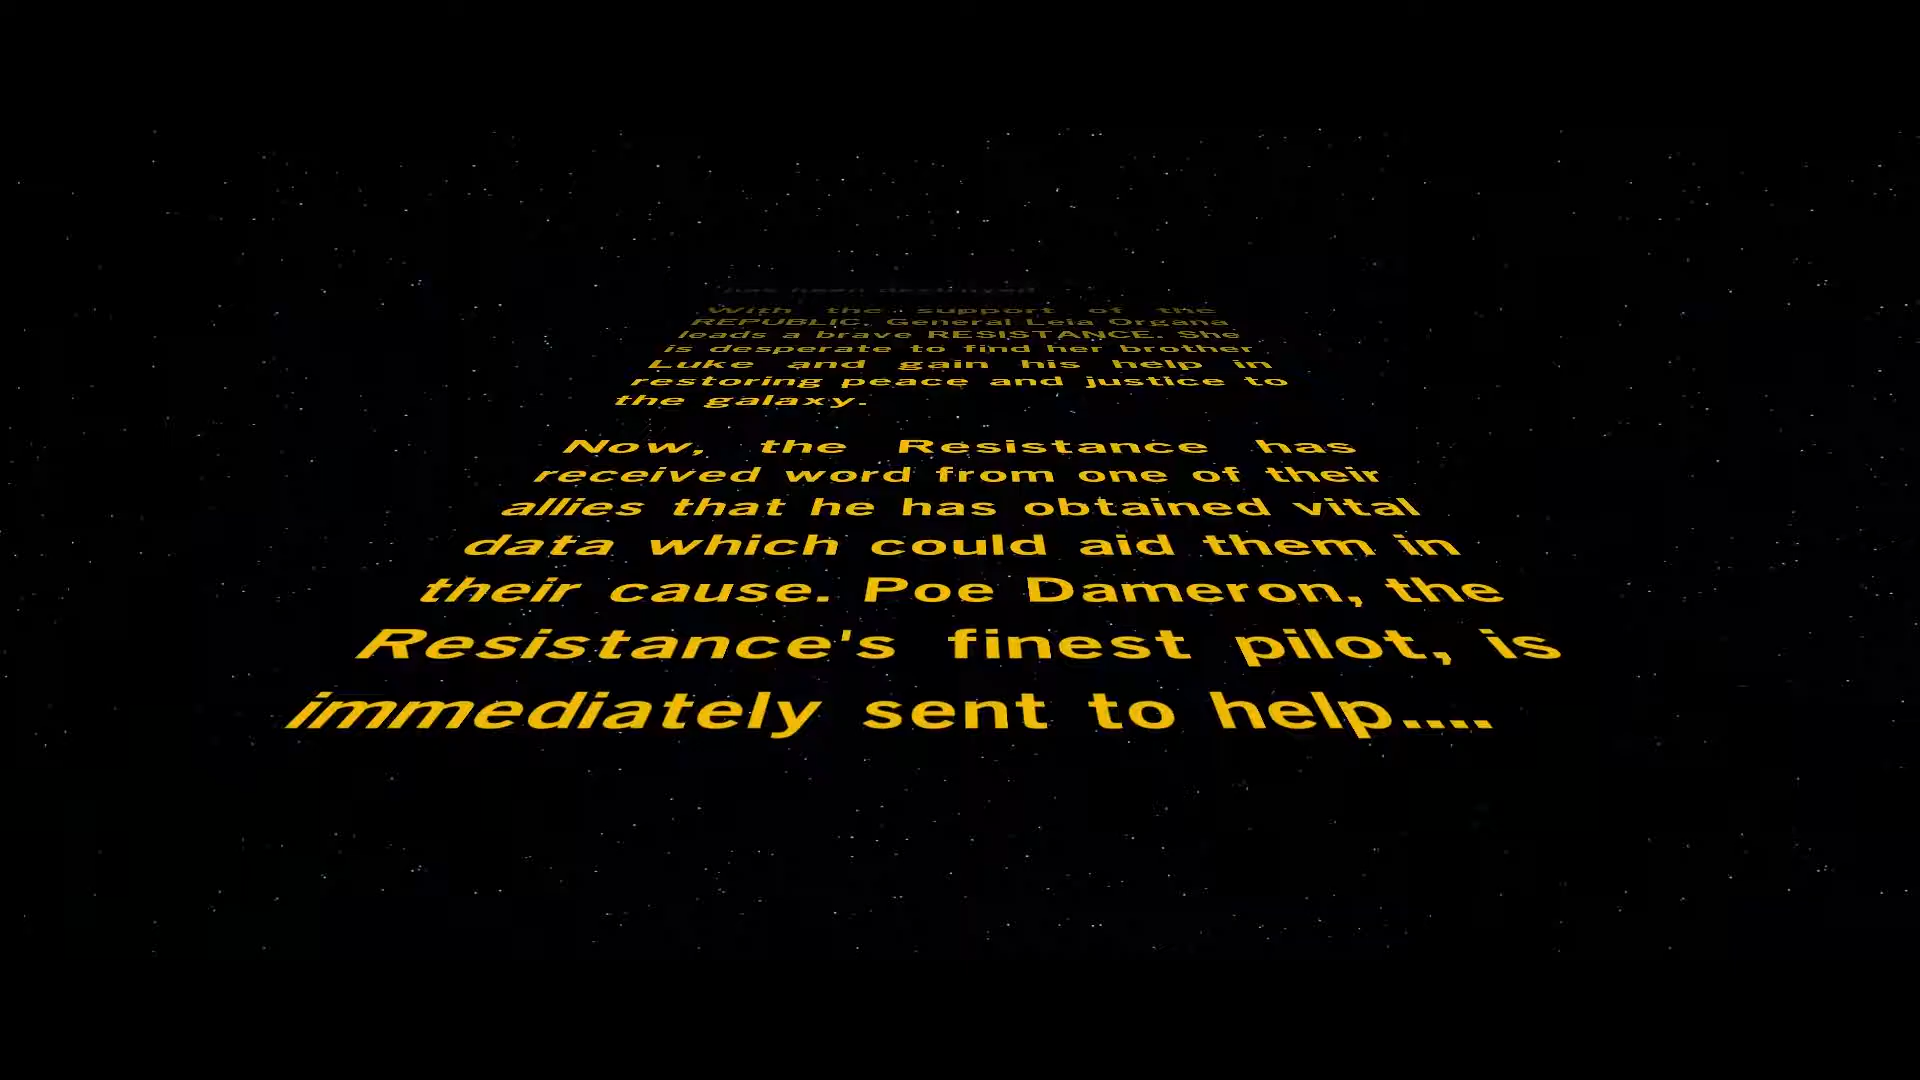 has been destroyed.
With the support of the
REPUBLIC, General Leia Organa
leads a brave RESISTANCE. She
is desperate to find her brother
Luke and gain his help in
restoring peace and justice to
the galaxy.
Now, the Resistance has
received word from one of their
allies that he has obtained vital
data which could aid them in
their cause. Poe Dameron, the
Resistance's finest pilot, is
immediately sent to help....